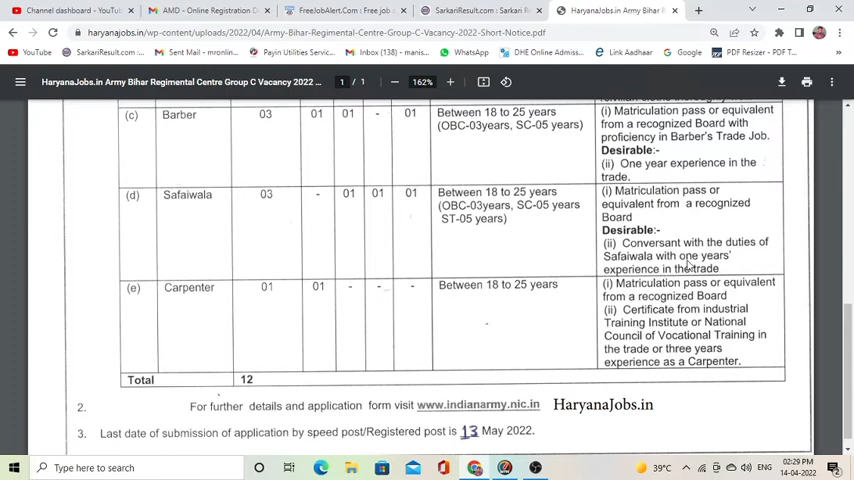 Channel dashboard - YouTub
AMD - Online Registration D
FreeJobAlert.Com : Free job a
SarkariResult.com : Sarkari Re
HaryanaJobs.in Army Bihar R
haryanajobs.in/wp-content/uploads/2022/04/Army-Bihar-Regimental-Centre-Group-C-Vacancy-2022-Short-Notice.pdf
YouTube
SarkariResult.com:...
Sent Mail - mronlin...
Payin Utilities Servic...
Inbox (138) - manis...
WhatsApp
DHE Online Admissi...
Link Aadhaar
Google
PDF Resizer | PDF...
HaryanaJobs.in Army Bihar Regimental Centre Group C Vacancy 2022 ...
1 / 1
162%
(c) Barber 03 01 01 - 01 Between 18 to 25 years (i) Matriculation pass or equivalent
(OBC-03years, SC-05 years) from a recognized Board with
proficiency in Barber's Trade Job.
Desirable:-
(ii) One year experience in the
trade.
(d) Safaiwala 03 - 01 01 01 Between 18 to 25 years (i) Matriculation pass or
(OBC-03years, SC-05 years equivalent from a recognized
ST-05 years) Board
Desirable:-
(ii) Conversant with the duties of
Safaiwala with one years'
experience in the trade
(e) Carpenter 01 01 - - - Between 18 to 25 years (i) Matriculation pass or equivalent
from a recognized Board
(ii) Certificate from industrial
Training Institute or National
Council of Vocational Training in
the trade or three years
experience as a Carpenter.
Total 12
2. For further details and application form visit www.indianarmy.nic.in HaryanaJobs.in
3. Last date of submission of application by speed post/Registered post is 13 May 2022.
Type here to search
39°C
ENG
02:29 PM
14-04-2022
2